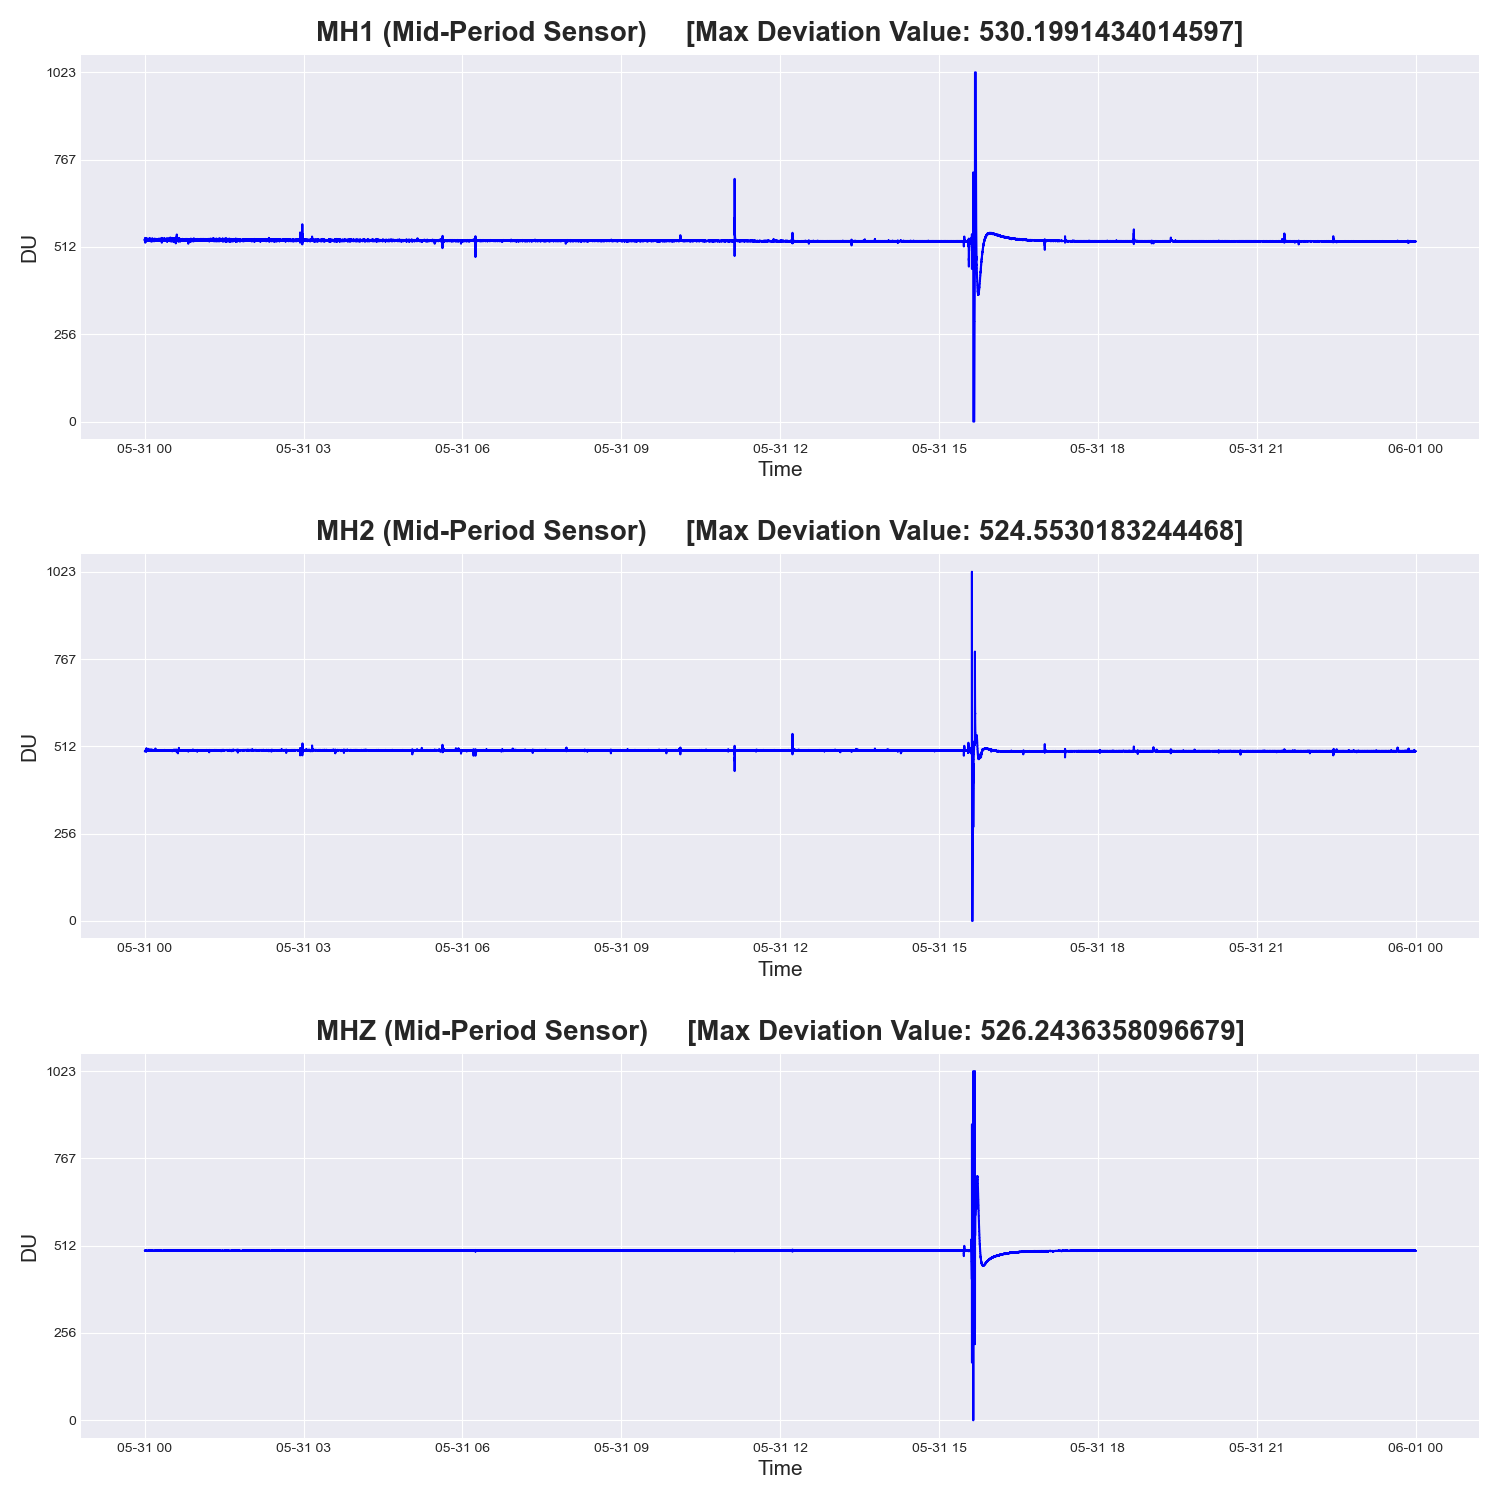 MH1 (Mid-Period Sensor) [Max Deviation Value: 530.1991434014597]
1023
767
512
256
0
DU
05-31 00 05-31 03 05-31 06 05-31 09 05-31 12 05-31 15 05-31 18 05-31 21 06-01 00
Time
MH2 (Mid-Period Sensor) [Max Deviation Value: 524.5530183244468]
1023
767
512
256
0
DU
05-31 00 05-31 03 05-31 06 05-31 09 05-31 12 05-31 15 05-31 18 05-31 21 06-01 00
Time
MHZ (Mid-Period Sensor) [Max Deviation Value: 526.2436358096679]
1023
767
512
256
0
DU
05-31 00 05-31 03 05-31 06 05-31 09 05-31 12 05-31 15 05-31 18 05-31 21 06-01 00
Time